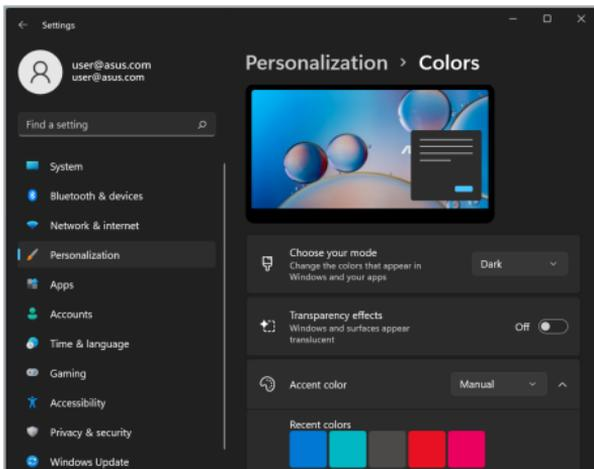 Settings
user@asus.com
user@asus.com
Find a setting
System
Bluetooth & devices
Network & internet
Personalization
Apps
Accounts
Time & language
Gaming
Accessibility
Privacy & security
Windows Update
Personalization > Colors
Choose your mode
Change the colors that appear in
Windows and your apps
Dark
Transparency effects
Windows and surfaces appear
translucent
Off
Accent color
Manual
Recent colors